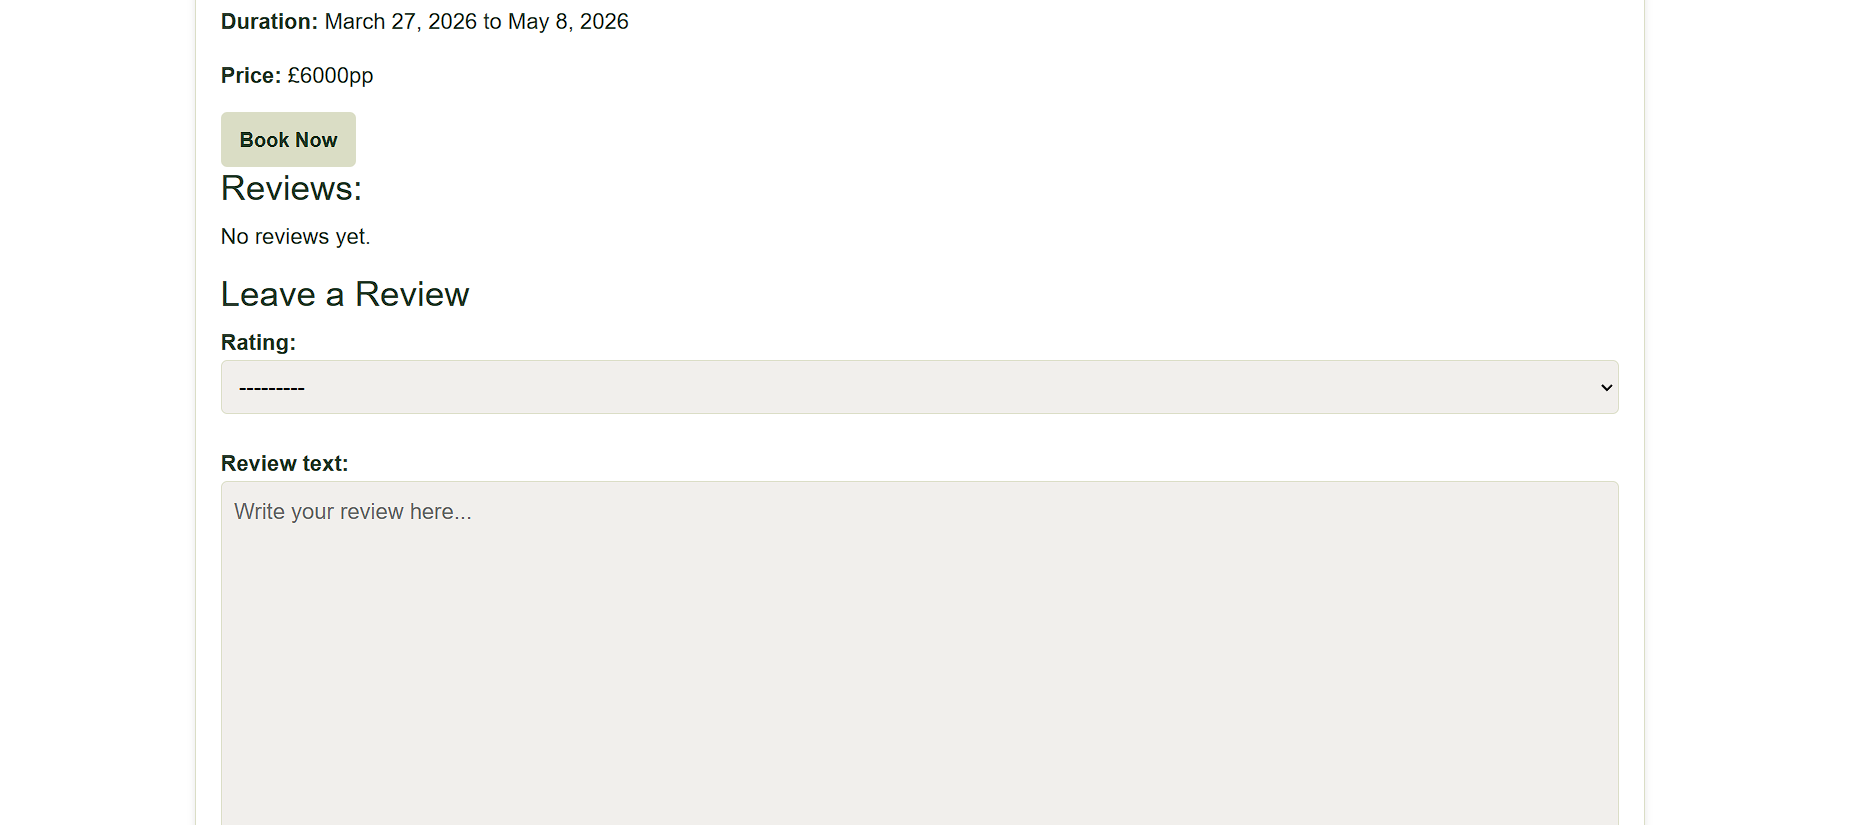 Duration: March 27, 2026 to May 8, 2026
Price: £6000pp
Book Now
Reviews:
No reviews yet.
Leave a Review
Rating:
---------
Review text:
Write your review here...